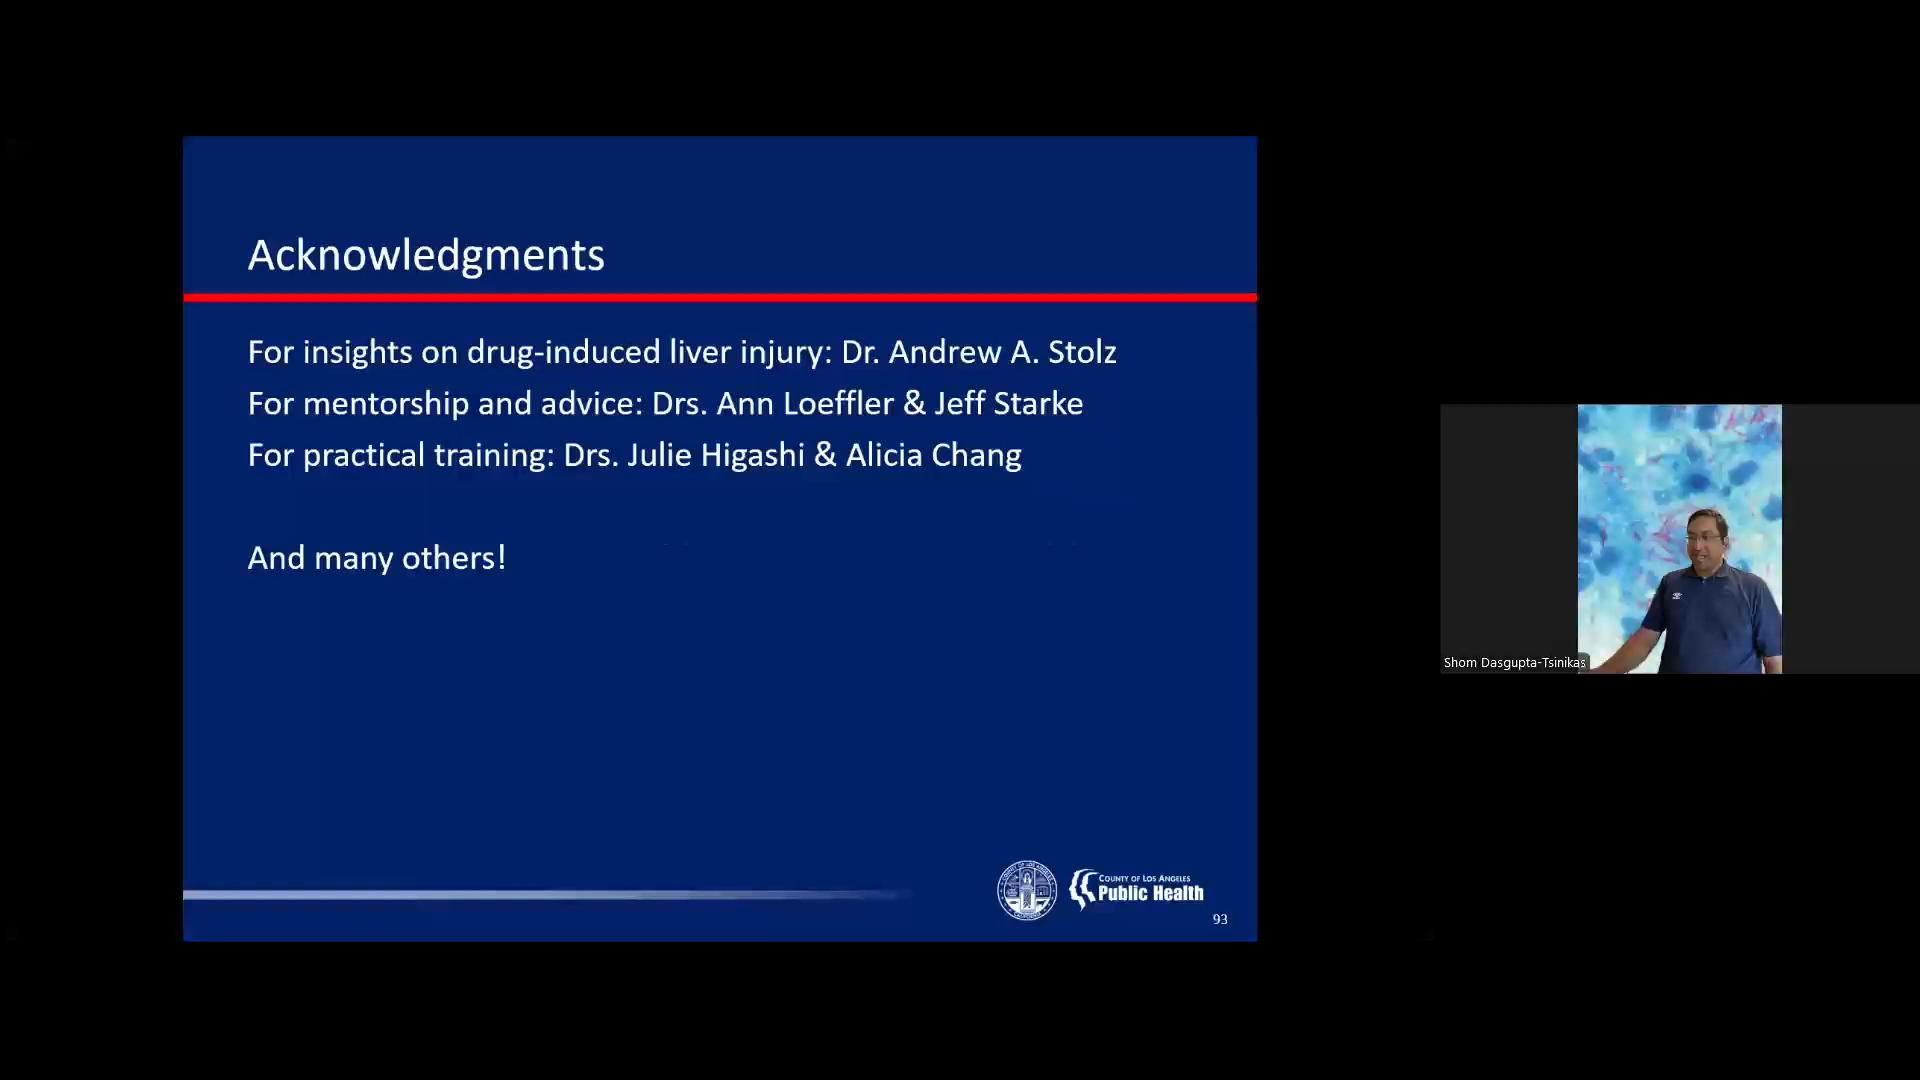 Acknowledgments
For insights on drug-induced liver injury: Dr. Andrew A. Stolz
For mentorship and advice: Drs. Ann Loeffler & Jeff Starke
For practical training: Drs. Julie Higashi & Alicia Chang
And many others!
County of Los Angeles
Public Health
93
Shom Dasgupta-Tsinikas